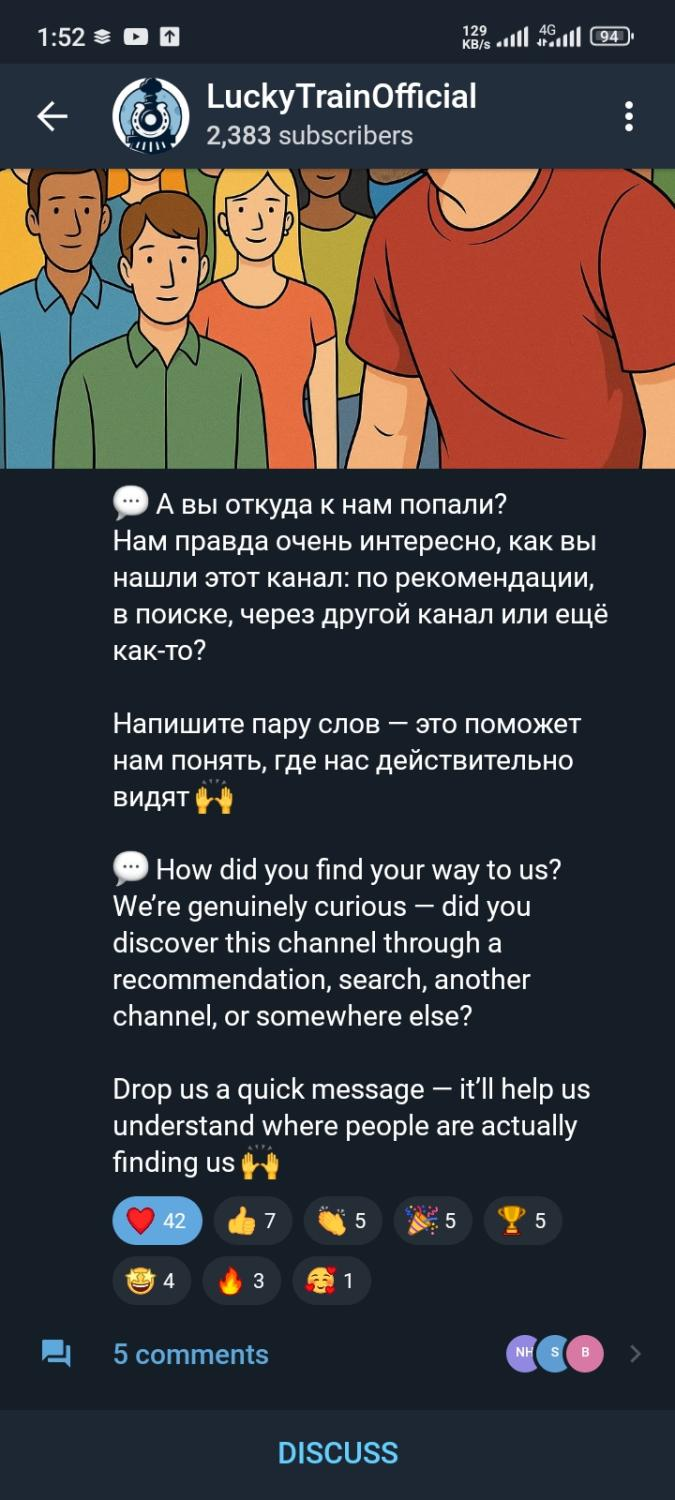 1:52
129
KB/s
4G
94
LuckyTrainOfficial
2,383 subscribers
💬 А вы откуда к нам попали?
Нам правда очень интересно, как вы
нашли этот канал: по рекомендации,
в поиске, через другой канал или ещё
как-то?
Напишите пару слов — это поможет
нам понять, где нас действительно
видят 🙌
💬 How did you find your way to us?
We’re genuinely curious — did you
discover this channel through a
recommendation, search, another
channel, or somewhere else?
Drop us a quick message — it’ll help us
understand where people are actually
finding us 🙌
❤️ 42 👍 7 👏 5 🎉 5 🏆 5
🤩 4 🔥 3 🥰 1
5 comments
NH S B
DISCUSS